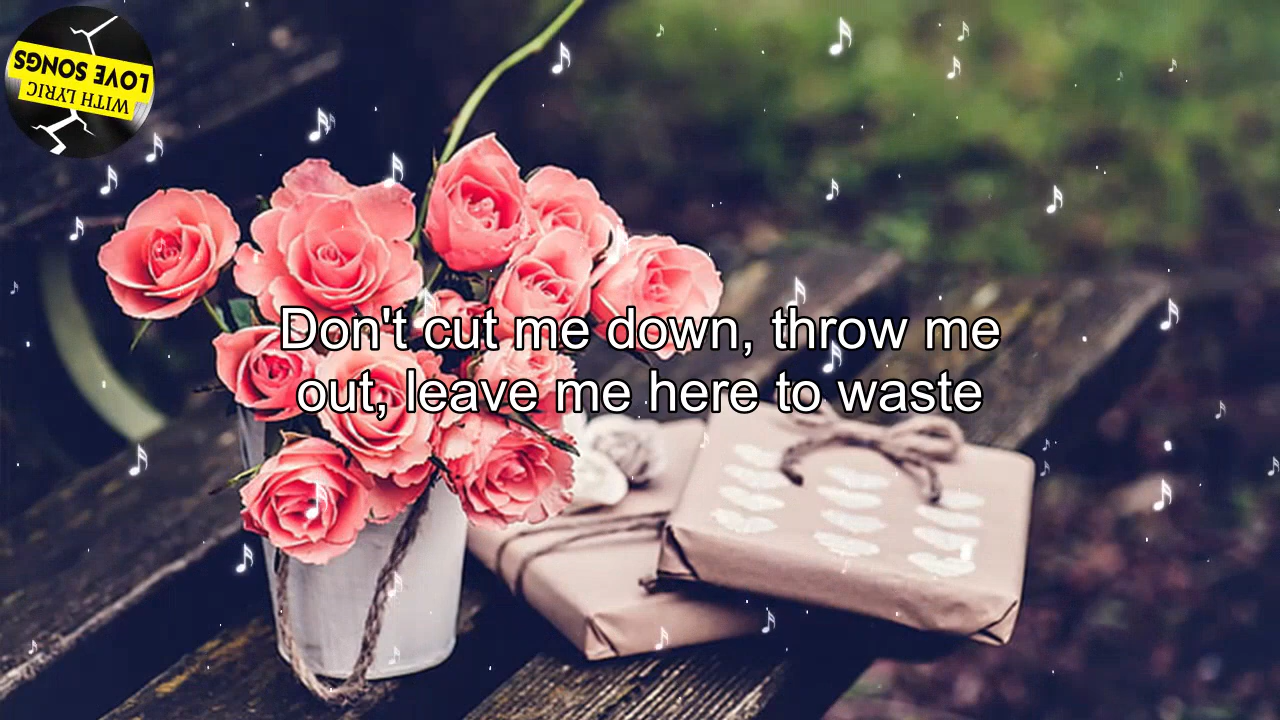 LOVE SONGS
WITH LYRIC
Don't cut me down, throw me
out, leave me here to waste